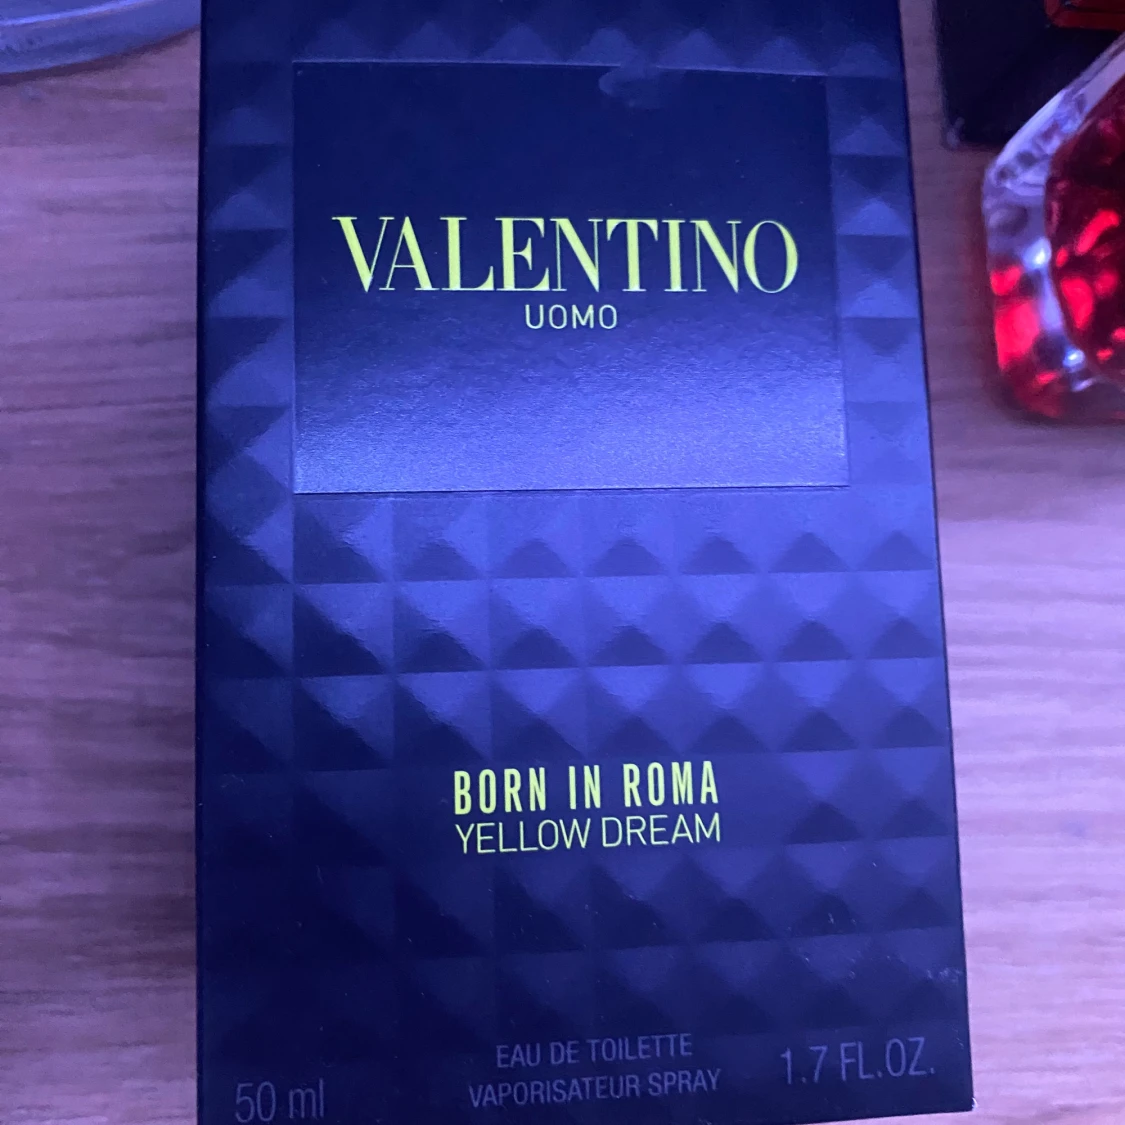 VALENTINO
UOMO
BORN IN ROMA
YELLOW DREAM
EAU DE TOILETTE
VAPORISATEUR SPRAY
50 ml
1.7 FL.OZ.